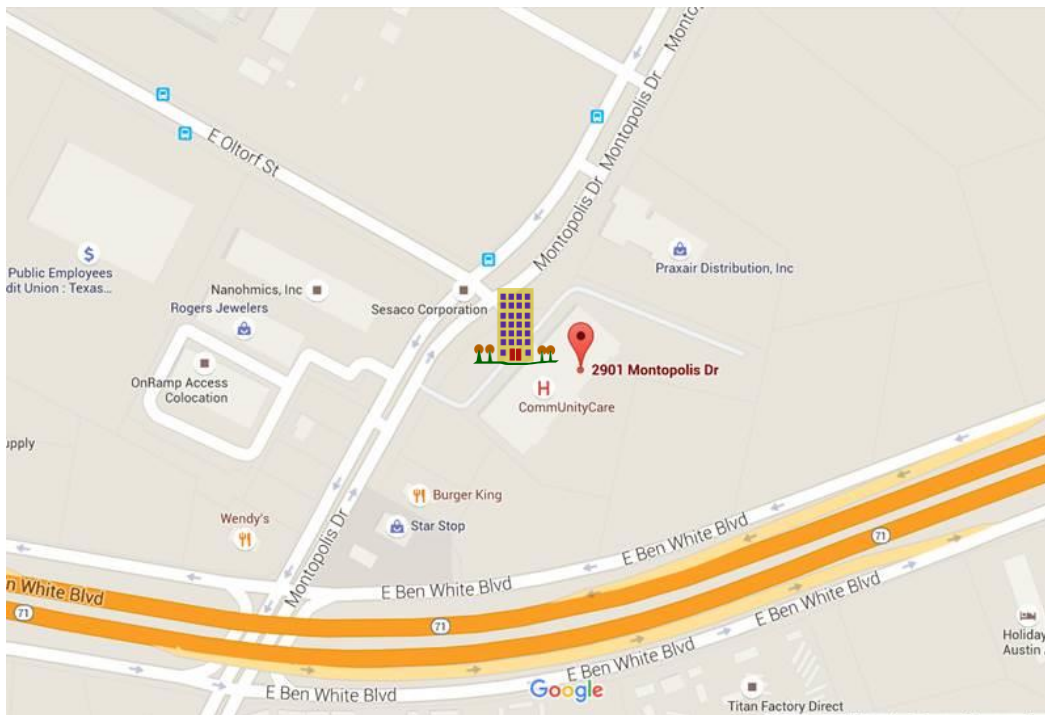 Monto
Montopolis Dr
E Oltorf St
Montopolis Dr
Montopolis Dr
$
Public Employees
dit Union : Texas...
Praxair Distribution, Inc
Nanohmics, Inc
Sesaco Corporation
Rogers Jewelers
OnRamp Access
Colocation
2901 Montopolis Dr
H
CommUnityCare
upply
Burger King
Wendy's
Star Stop
Montopolis Dr
E Ben White Blvd
71
E Ben White Blvd
n White Blvd
71
71
E Ben White Blvd
E Ben White Blvd
E Ben White Blvd
Holiday
Austin
Google
Titan Factory Direct